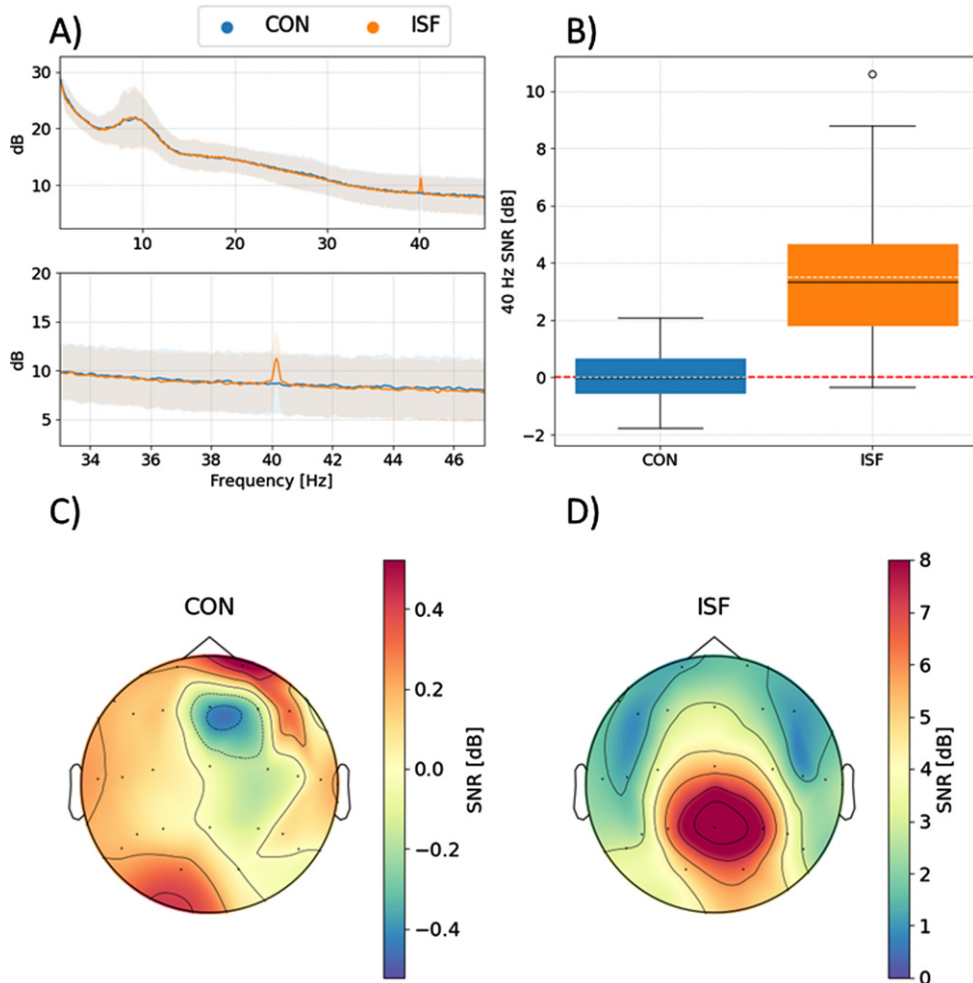 A)
CON ISF
B)
30
20
10
dB
10 20 30 40
20
15
10
5
dB
34 36 38 40 42 44 46
Frequency [Hz]
10
8
6
4
2
0
−2
40 Hz SNR [dB]
CON ISF
C)
CON
0.4
0.2
0.0
−0.2
−0.4
SNR [dB]
D)
ISF
8
7
6
5
4
3
2
1
0
SNR [dB]